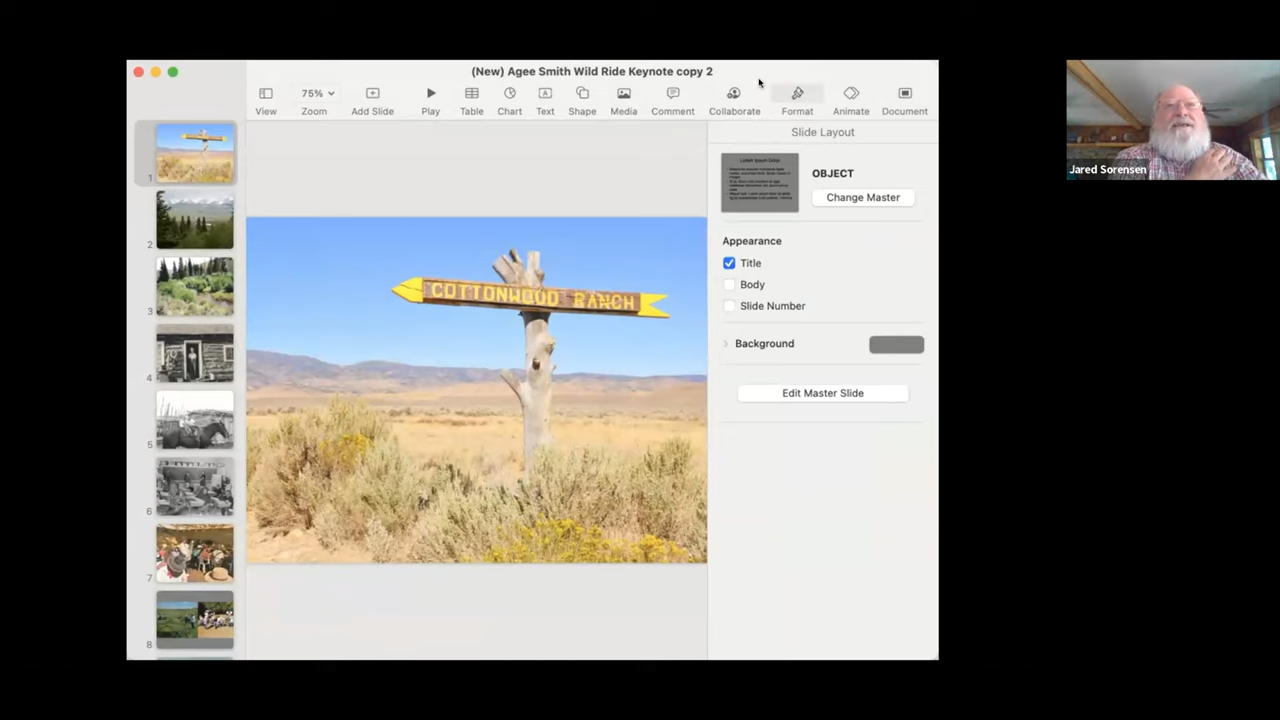 (New) Agee Smith Wild Ride Keynote copy 2
View
75%
Zoom
Add Slide
Play
Table
Chart
Text
Shape
Media
Comment
Collaborate
Format
Animate
Document
Slide Layout
OBJECT
Change Master
Appearance
Title
Body
Slide Number
Background
Edit Master Slide
1
2
3
4
5
6
7
8
COTTONWOOD RANCH
Jared Sorensen